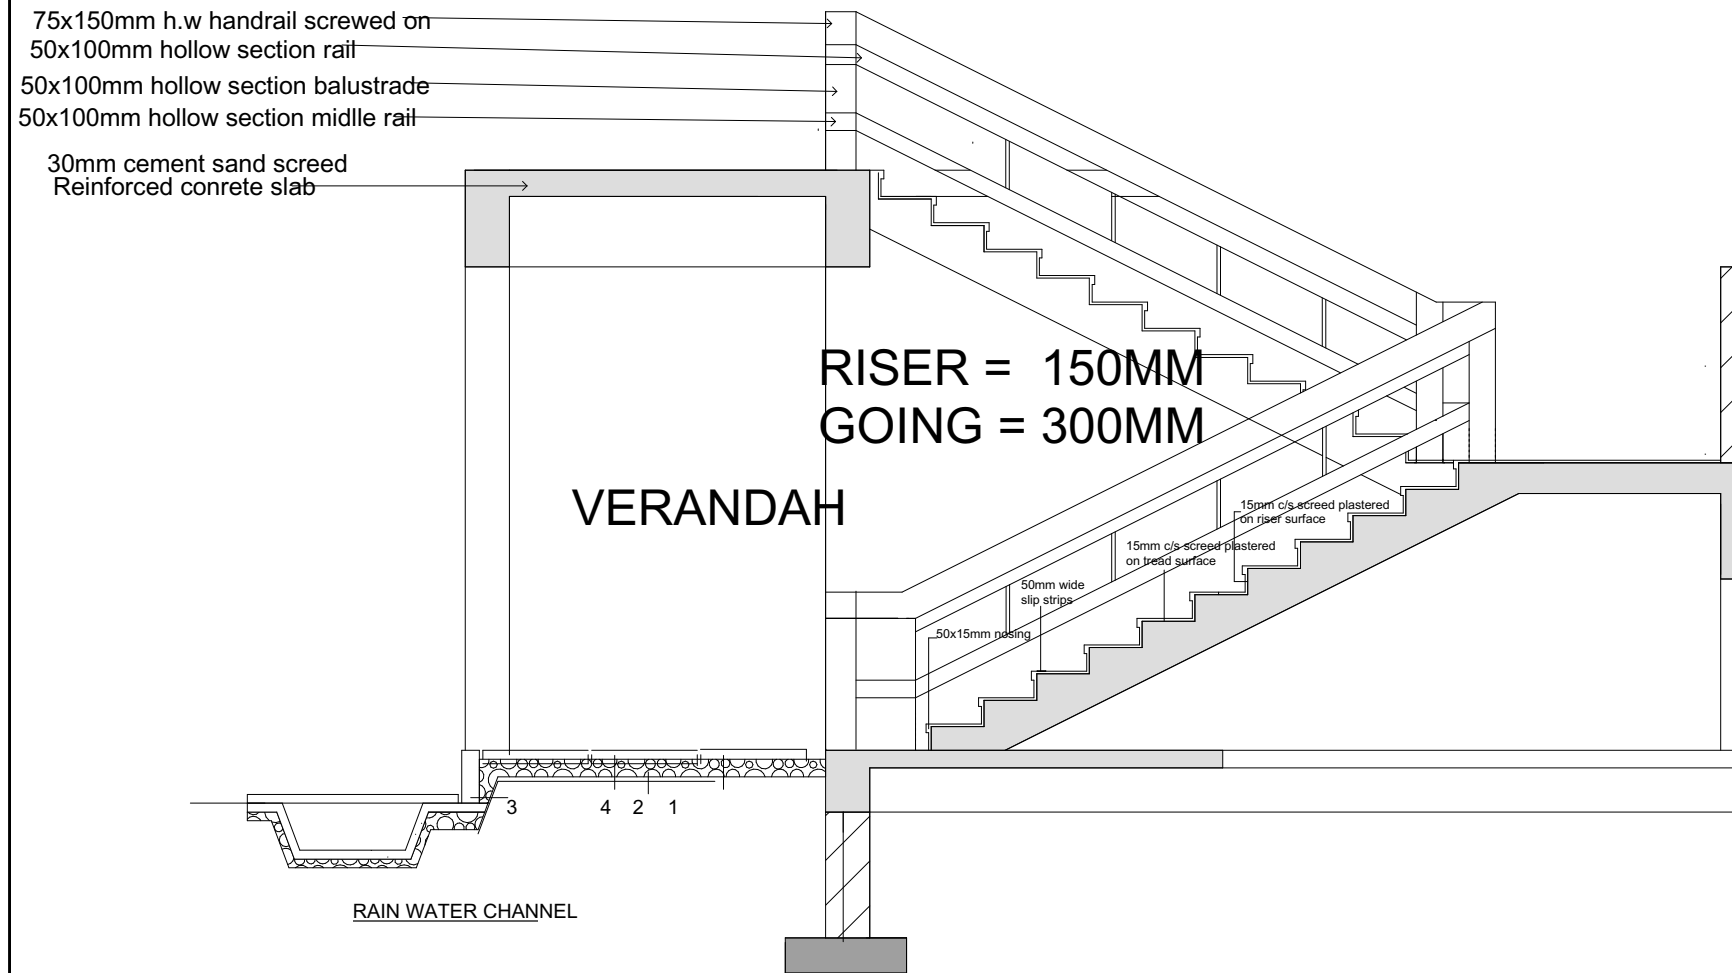 75x150mm h.w handrail screwed on
50x100mm hollow section rail
50x100mm hollow section balustrade
50x100mm hollow section midlle rail
30mm cement sand screed
Reinforced conrete slab
RISER = 150MM
GOING = 300MM
VERANDAH
15mm c/s screed plastered
on riser surface
15mm c/s screed plastered
on tread surface
50mm wide
slip strips
50x15mm nosing
3 4 2 1
RAIN WATER CHANNEL